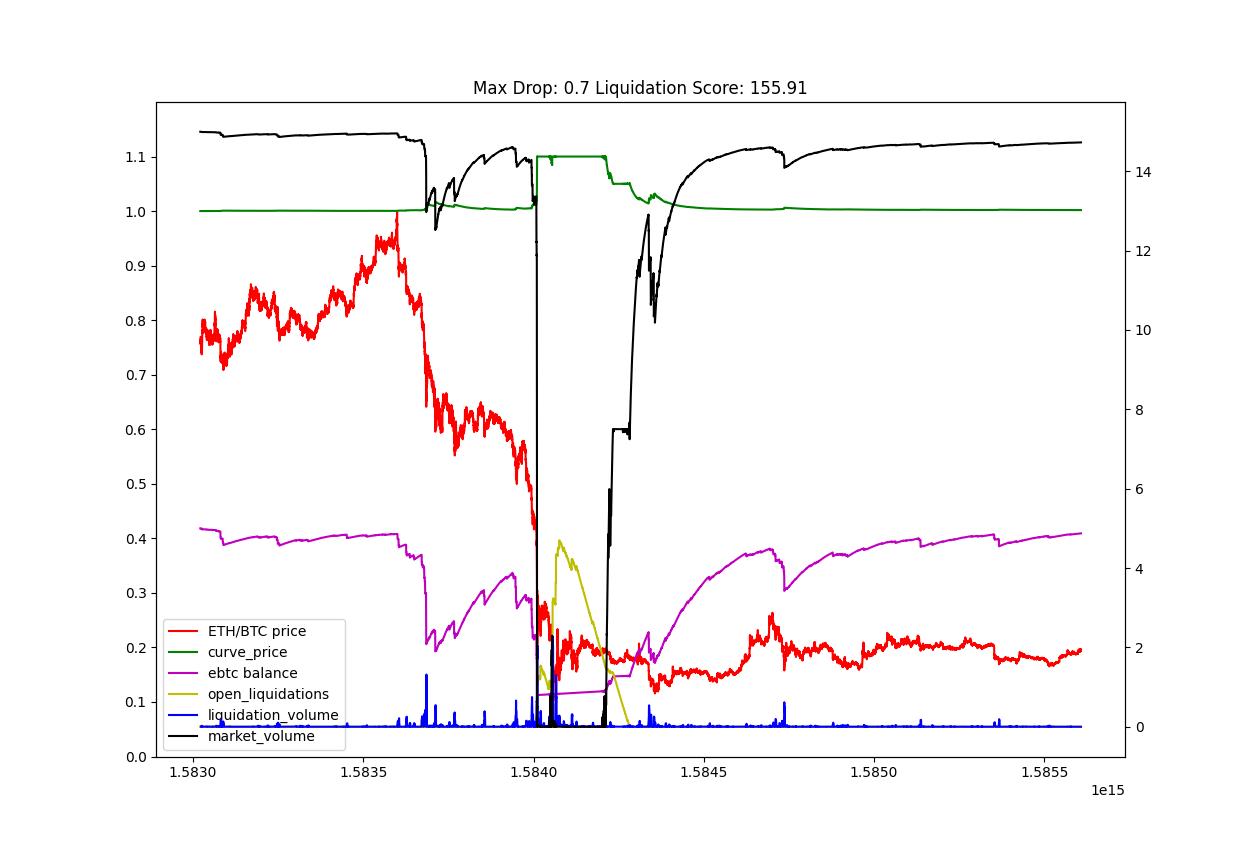 Max Drop: 0.7 Liquidation Score: 155.91
1.1
1.0
0.9
0.8
0.7
0.6
0.5
0.4
0.3
0.2
0.1
0.0
14
12
10
8
6
4
2
0
ETH/BTC price
curve_price
ebtc balance
open_liquidations
liquidation_volume
market_volume
1.5830 1.5835 1.5840 1.5845 1.5850 1.5855
1e15